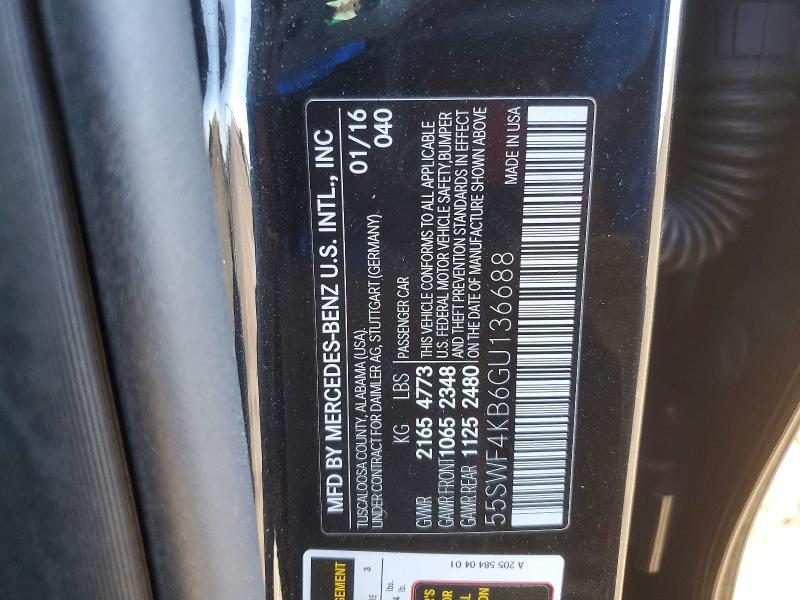 MFD BY MERCEDES-BENZ U.S. INTL., INC
TUSCALOOSA COUNTY, ALABAMA (USA), 01/16
UNDER CONTRACT FOR DAIMLER AG, STUTTGART (GERMANY). 040
KG LBS PASSENGER CAR
GVWR 2165 4773 THIS VEHICLE CONFORMS TO ALL APPLICABLE
GAWR FRONT 1065 2348 U.S. FEDERAL MOTOR VEHICLE SAFETY, BUMPER
GAWR REAR 1125 2480 AND THEFT PREVENTION STANDARDS IN EFFECT
ON THE DATE OF MANUFACTURE SHOWN ABOVE
55SWF4KB6GU136688 MADE IN USA
3
lbs.
lb.
A 205 584 04 01